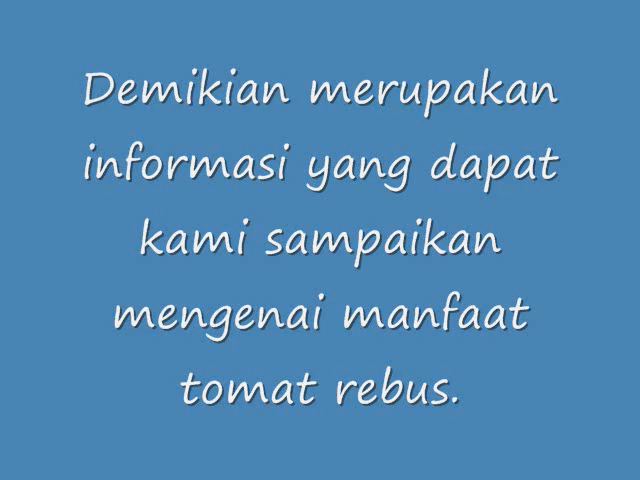 Demikian merupakan
informasi yang dapat
kami sampaikan
mengenai manfaat
tomat rebus.